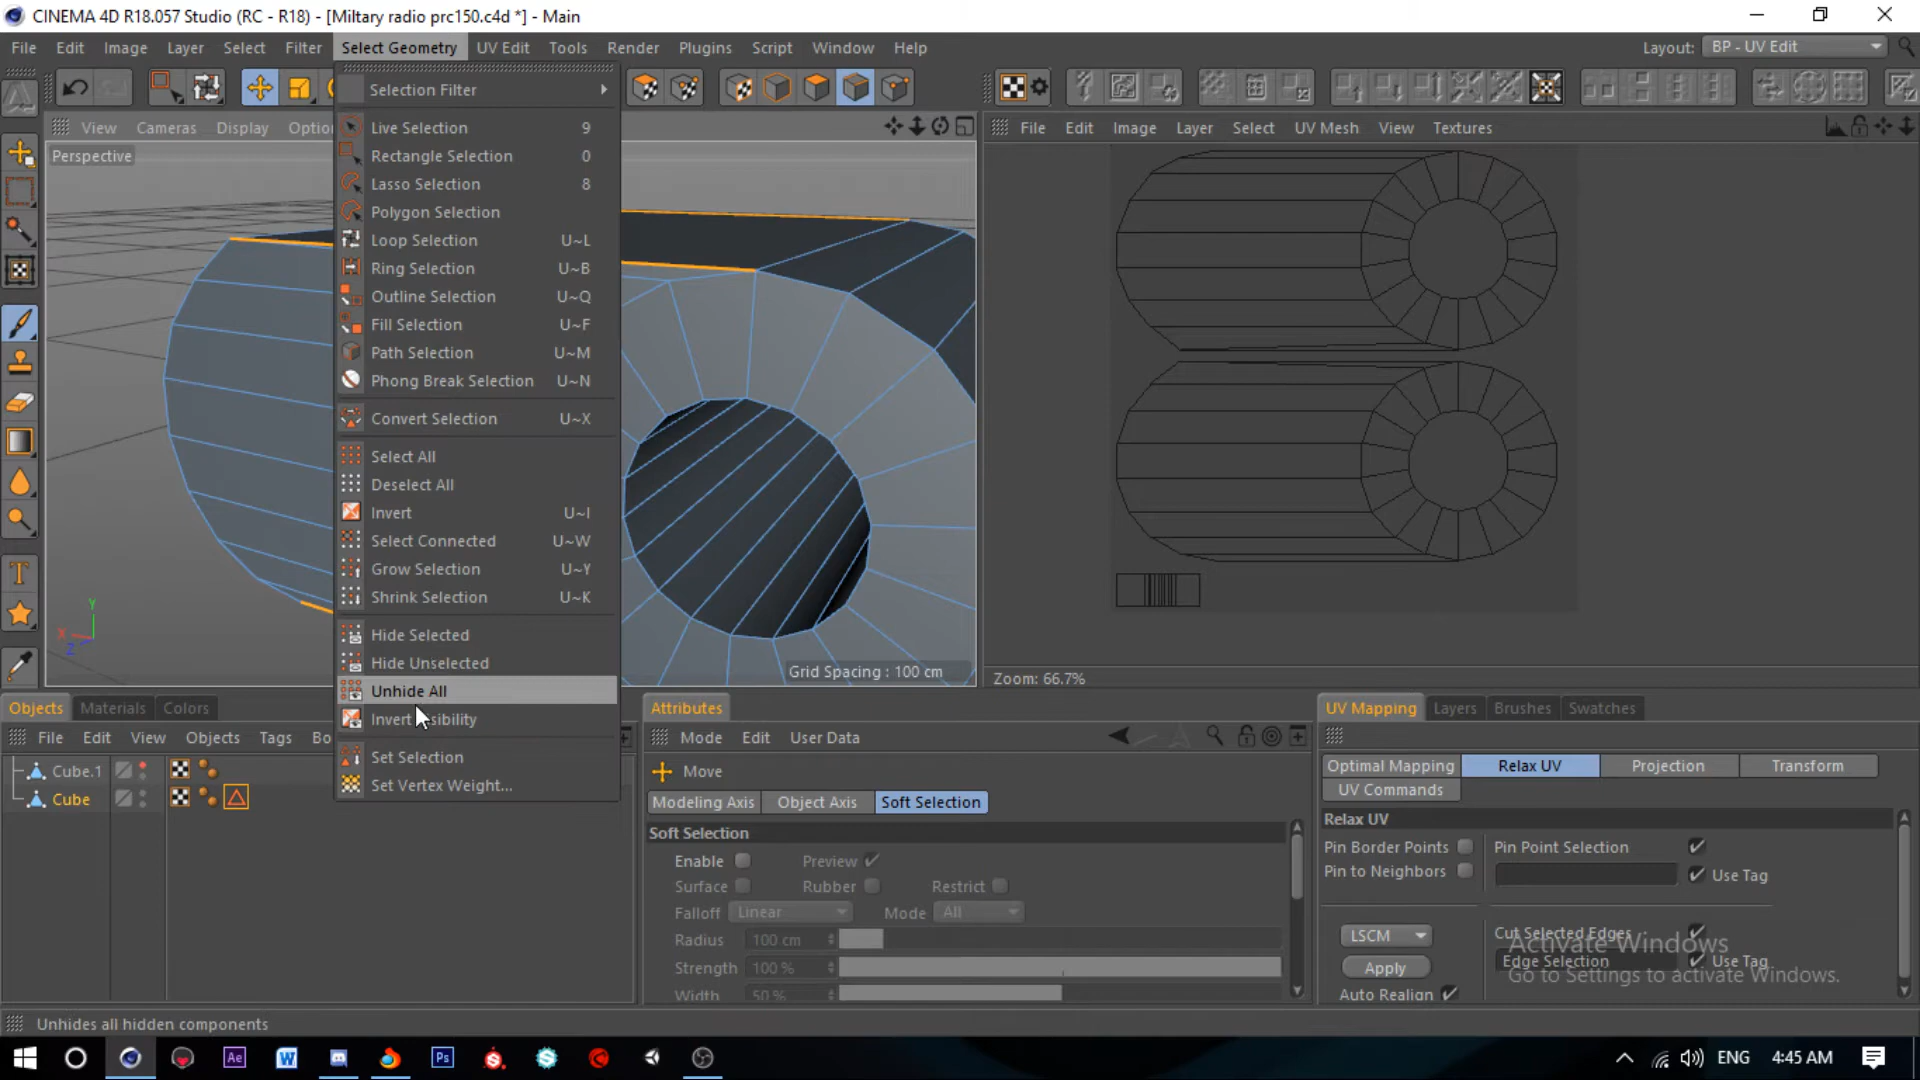 CINEMA 4D R18.057 Studio (RC - R18) - [Miltary radio prc150.c4d *] - Main
File Edit Image Layer Select Filter Select Geometry UV Edit Tools Render Plugins Script Window Help Layout: BP - UV Edit
View Cameras Display
File Edit Image Layer Select UV Mesh View Textures
Perspective
Selection Filter
Live Selection 9
Rectangle Selection 0
Lasso Selection 8
Polygon Selection
Loop Selection U~L
Ring Selection U~B
Outline Selection U~Q
Fill Selection U~F
Path Selection U~M
Phong Break Selection U~N
Convert Selection U~X
Select All
Deselect All
Invert U~I
Select Connected U~W
Grow Selection U~Y
Shrink Selection U~K
Hide Selected
Hide Unselected
Unhide All
Invert
Set Selection
Set Vertex Weight...
Y
X
Z
Grid Spacing : 100 cm
Zoom: 66.7%
Objects Materials Colors
File Edit View Objects Tags
Cube.1
Cube
Attributes
Mode Edit User Data
Move
Modeling Axis Object Axis Soft Selection
Soft Selection
Enable Preview
Surface Rubber Restrict
Falloff Linear Mode All
Radius 100 cm
Strength 100 %
Width 50 %
UV Mapping Layers Brushes Swatches
Optimal Mapping Relax UV Projection Transform
UV Commands
Relax UV
Pin Border Points Pin Point Selection
Pin to Neighbors Use Tag
LSCM Cut Selected Edges
Edge Selection Use Tag
Apply
Auto Realign
Activate Windows
Go to Settings to activate Windows.
Unhides all hidden components
Ae W Ps
ENG 4:45 AM